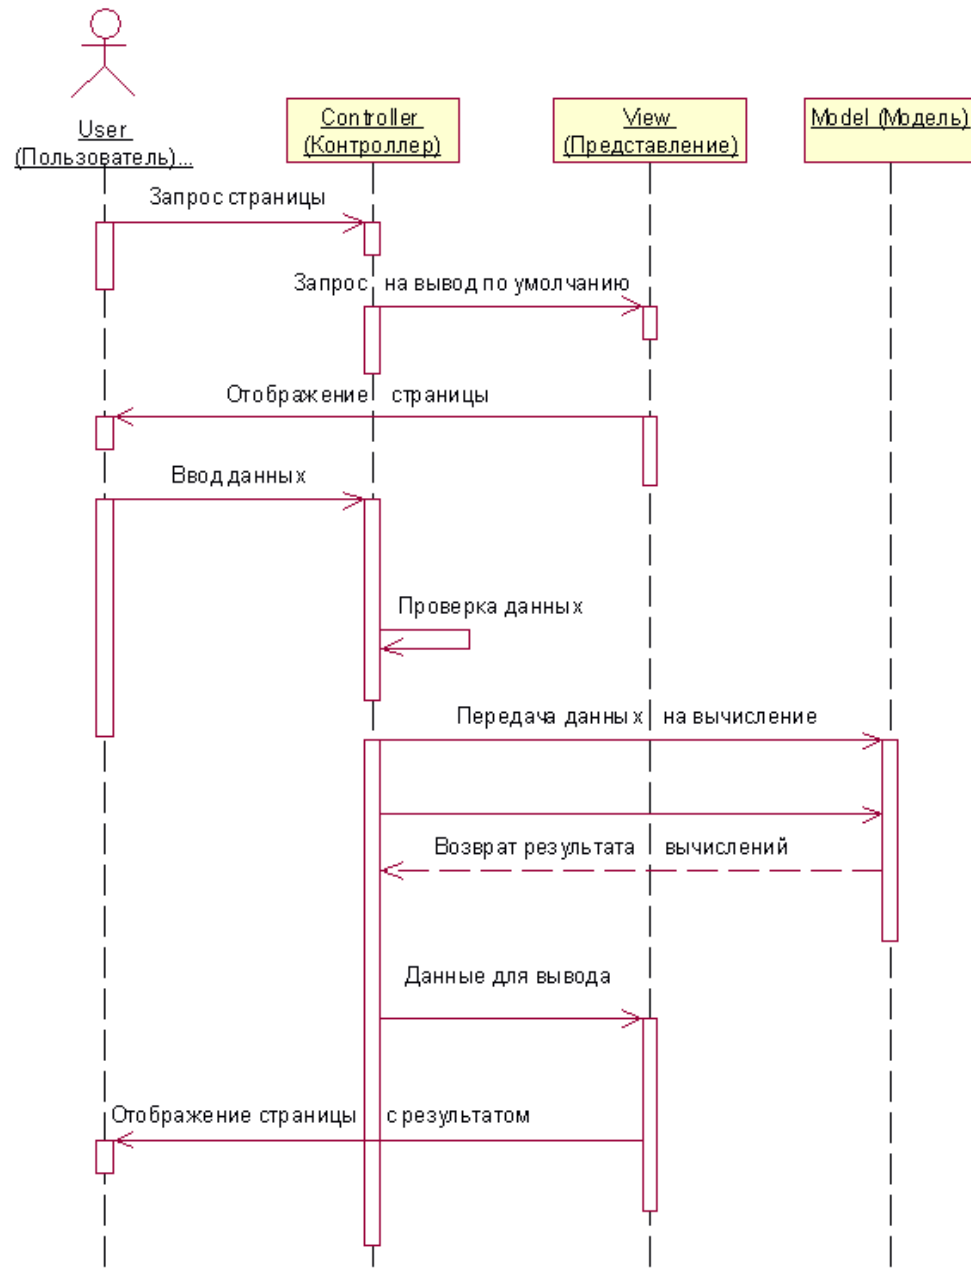 User
(Пользователь)...
Controller
(Контроллер)
View
(Представление)
Model (Модель)
Запрос страницы
Запрос на вывод по умолчанию
Отображение страницы
Ввод данных
Проверка данных
Передача данных на вычисление
Возврат результата вычислений
Данные для вывода
Отображение страницы с результатом